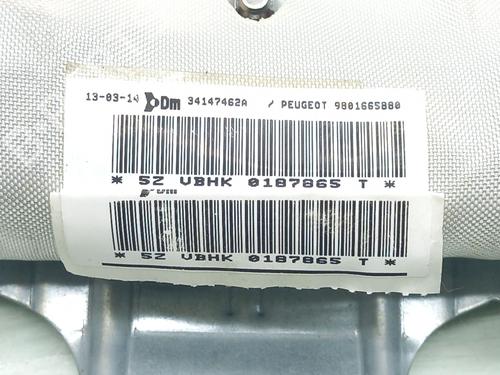 13-03-14 Dm 34147462A / PEUGEOT 9801665880
* 5Z VBHK 0187865 T *
* 5Z VBHK 0187865 T *